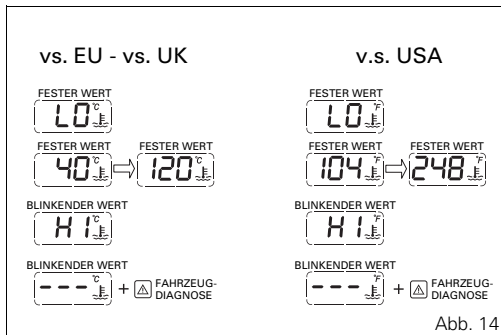 vs. EU - vs. UK
FESTER WERT
LO °C
FESTER WERT FESTER WERT
40 °C 120 °C
BLINKENDER WERT
HI °C
BLINKENDER WERT
--- °C + FAHRZEUG-
DIAGNOSE
v.s. USA
FESTER WERT
LO °F
FESTER WERT FESTER WERT
104 °F 248 °F
BLINKENDER WERT
HI °F
BLINKENDER WERT
--- °F + FAHRZEUG-
DIAGNOSE
Abb. 14